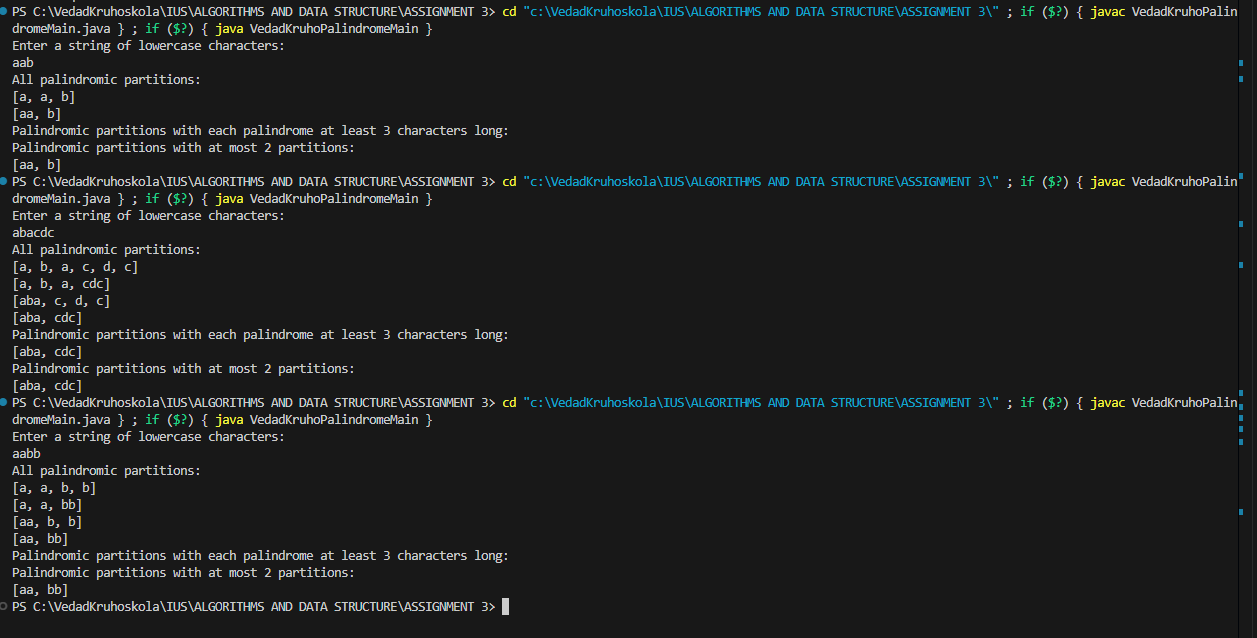 PS C:\VedadKruhoskola\IUS\ALGORITHMS AND DATA STRUCTURE\ASSIGNMENT 3> cd "c:\VedadKruhoskola\IUS\ALGORITHMS AND DATA STRUCTURE\ASSIGNMENT 3\" ; if ($?) { javac VedadKruhoPalin
dromeMain.java } ; if ($?) { java VedadKruhoPalindromeMain }
Enter a string of lowercase characters:
aab
All palindromic partitions:
[a, a, b]
[aa, b]
Palindromic partitions with each palindrome at least 3 characters long:
Palindromic partitions with at most 2 partitions:
[aa, b]
PS C:\VedadKruhoskola\IUS\ALGORITHMS AND DATA STRUCTURE\ASSIGNMENT 3> cd "c:\VedadKruhoskola\IUS\ALGORITHMS AND DATA STRUCTURE\ASSIGNMENT 3\" ; if ($?) { javac VedadKruhoPalin
dromeMain.java } ; if ($?) { java VedadKruhoPalindromeMain }
Enter a string of lowercase characters:
abacdc
All palindromic partitions:
[a, b, a, c, d, c]
[a, b, a, cdc]
[aba, c, d, c]
[aba, cdc]
Palindromic partitions with each palindrome at least 3 characters long:
[aba, cdc]
Palindromic partitions with at most 2 partitions:
[aba, cdc]
PS C:\VedadKruhoskola\IUS\ALGORITHMS AND DATA STRUCTURE\ASSIGNMENT 3> cd "c:\VedadKruhoskola\IUS\ALGORITHMS AND DATA STRUCTURE\ASSIGNMENT 3\" ; if ($?) { javac VedadKruhoPalin
dromeMain.java } ; if ($?) { java VedadKruhoPalindromeMain }
Enter a string of lowercase characters:
aabb
All palindromic partitions:
[a, a, b, b]
[a, a, bb]
[aa, b, b]
[aa, bb]
Palindromic partitions with each palindrome at least 3 characters long:
Palindromic partitions with at most 2 partitions:
[aa, bb]
PS C:\VedadKruhoskola\IUS\ALGORITHMS AND DATA STRUCTURE\ASSIGNMENT 3>